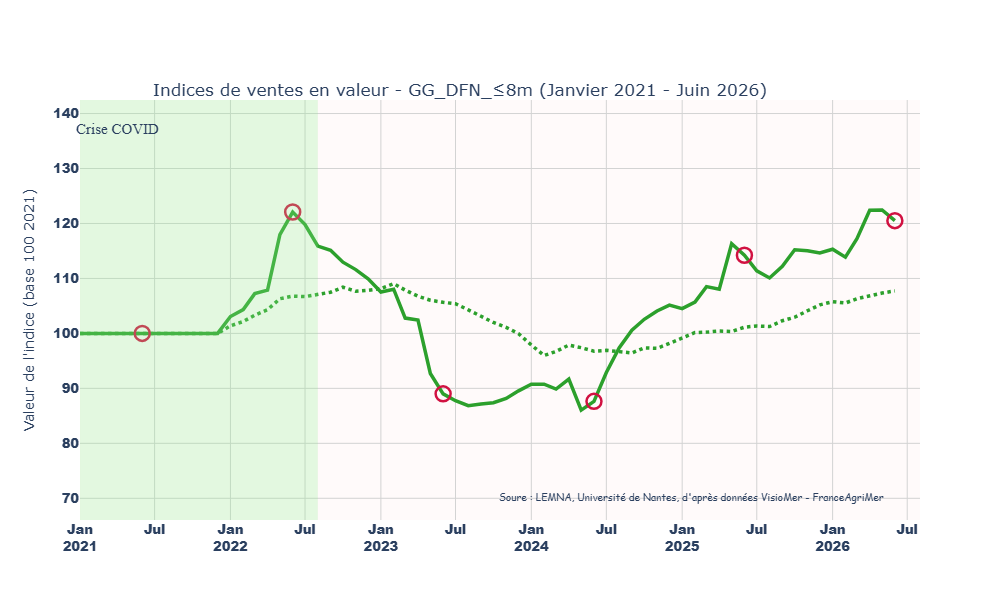 Indices de ventes en valeur - GG_DFN_≤8m (Janvier 2021 - Juin 2026)
Valeur de l'indice (base 100 2021)
140
Crise COVID
130
120
110
100
90
80
70
Soure : LEMNA, Université de Nantes, d'après données VisioMer - FranceAgriMer
Jan Jul Jan Jul Jan Jul Jan Jul Jan Jul Jan Jul
2021 2022 2023 2024 2025 2026